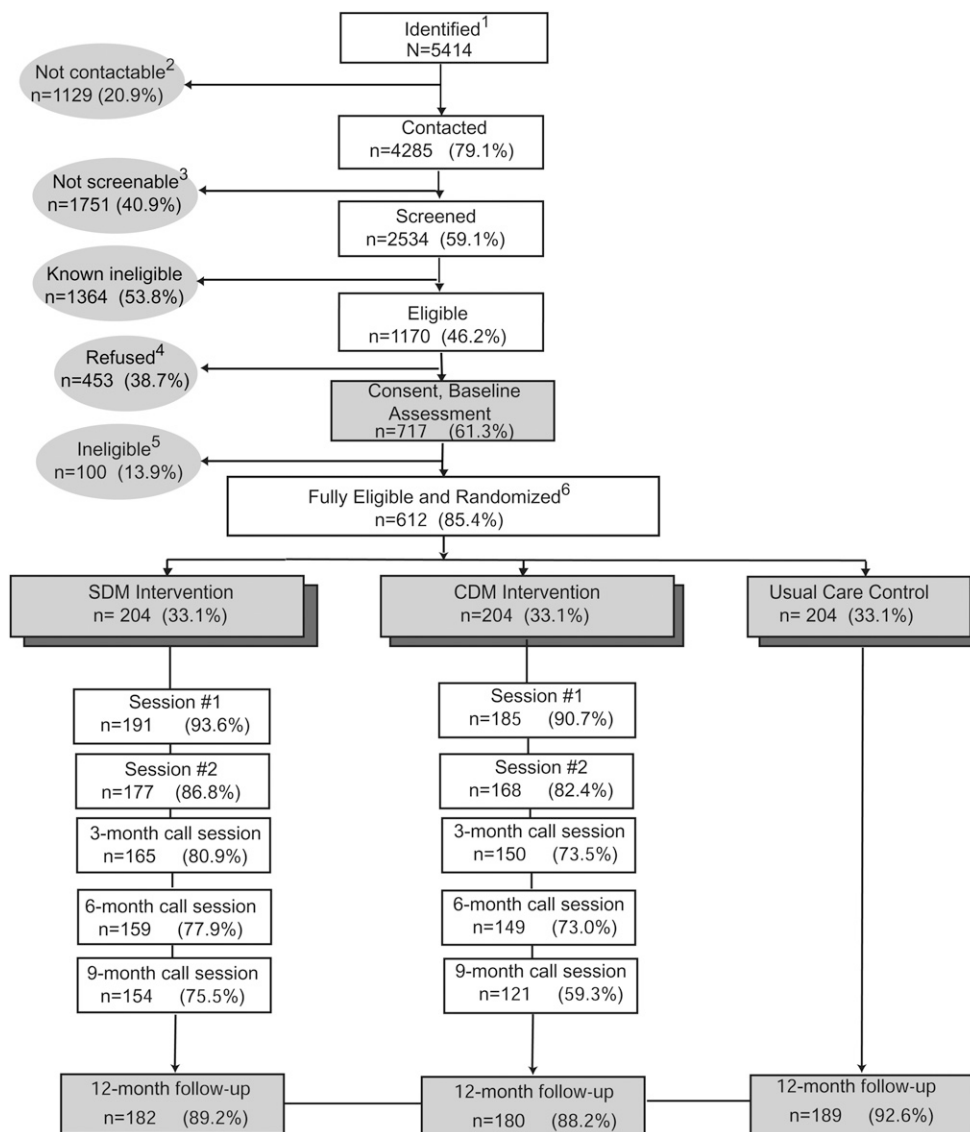 Identified1
N=5414
Not contactable2
n=1129 (20.9%)
Contacted
n=4285 (79.1%)
Not screenable3
n=1751 (40.9%)
Screened
n=2534 (59.1%)
Known ineligible
n=1364 (53.8%)
Eligible
n=1170 (46.2%)
Refused4
n=453 (38.7%)
Consent, Baseline
Assessment
n=717 (61.3%)
Ineligible5
n=100 (13.9%)
Fully Eligible and Randomized6
n=612 (85.4%)
SDM Intervention
n= 204 (33.1%)
CDM Intervention
n=204 (33.1%)
Usual Care Control
n= 204 (33.1%)
Session #1
n=191 (93.6%)
Session #2
n=177 (86.8%)
3-month call session
n=165 (80.9%)
6-month call session
n=159 (77.9%)
9-month call session
n=154 (75.5%)
Session #1
n=185 (90.7%)
Session #2
n=168 (82.4%)
3-month call session
n=150 (73.5%)
6-month call session
n=149 (73.0%)
9-month call session
n=121 (59.3%)
12-month follow-up
n=182 (89.2%)
12-month follow-up
n=180 (88.2%)
12-month follow-up
n=189 (92.6%)